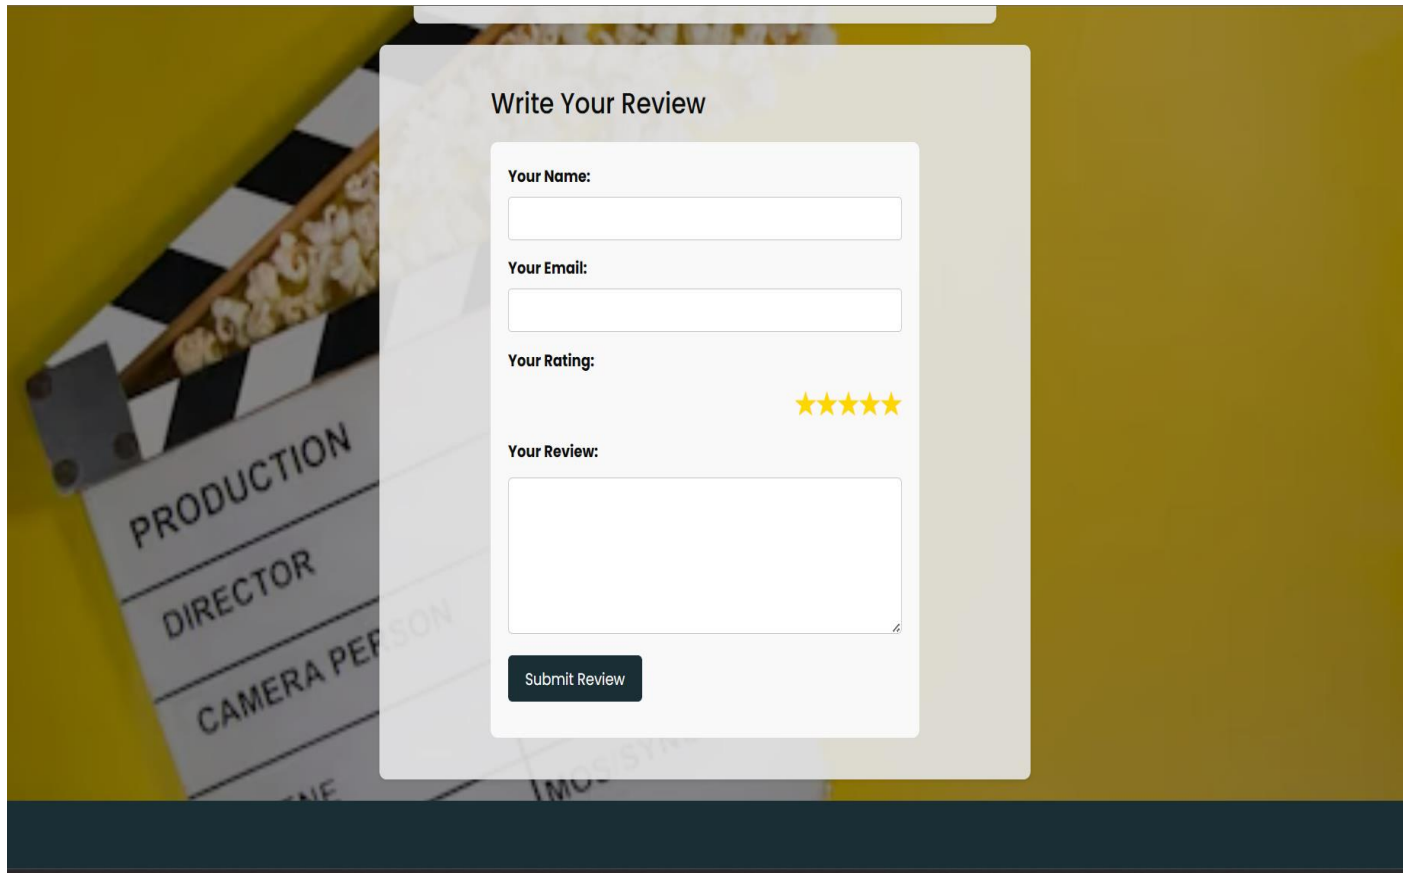 Write Your Review
Your Name:
Your Email:
Your Rating:
Your Review:
Submit Review
PRODUCTION
DIRECTOR
CAMERA PERSON